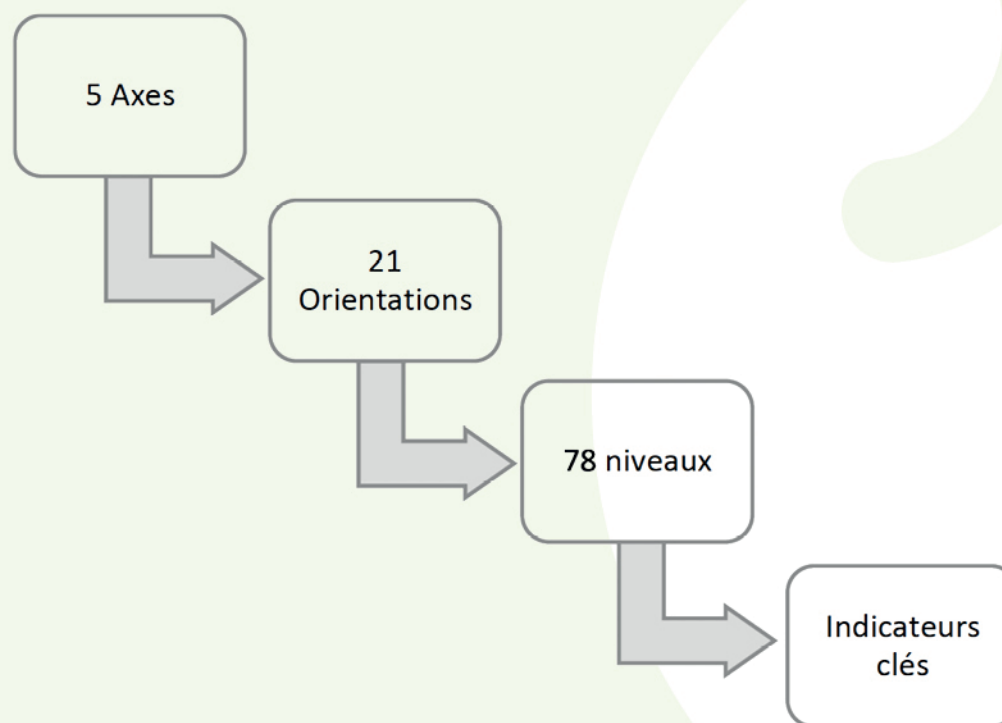 5 Axes
21
Orientations
78 niveaux
Indicateurs
clés